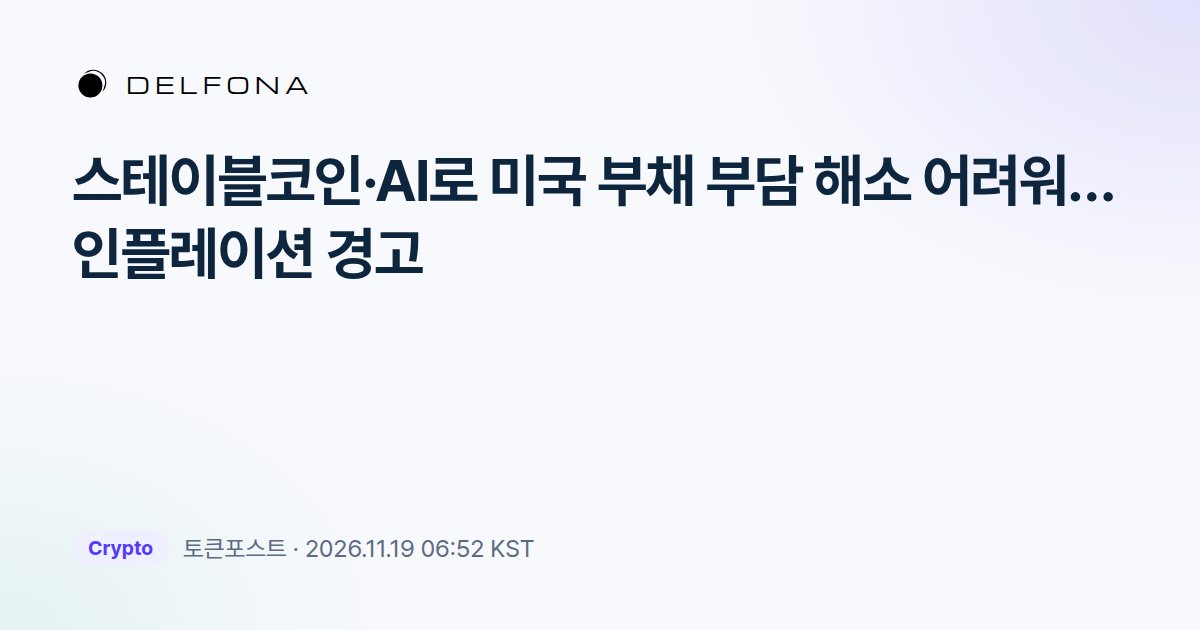 DELFONA
스테이블코인·AI로 미국 부채 부담 해소 어려워...
인플레이션 경고
Crypto 토큰포스트 · 2026.11.19 06:52 KST